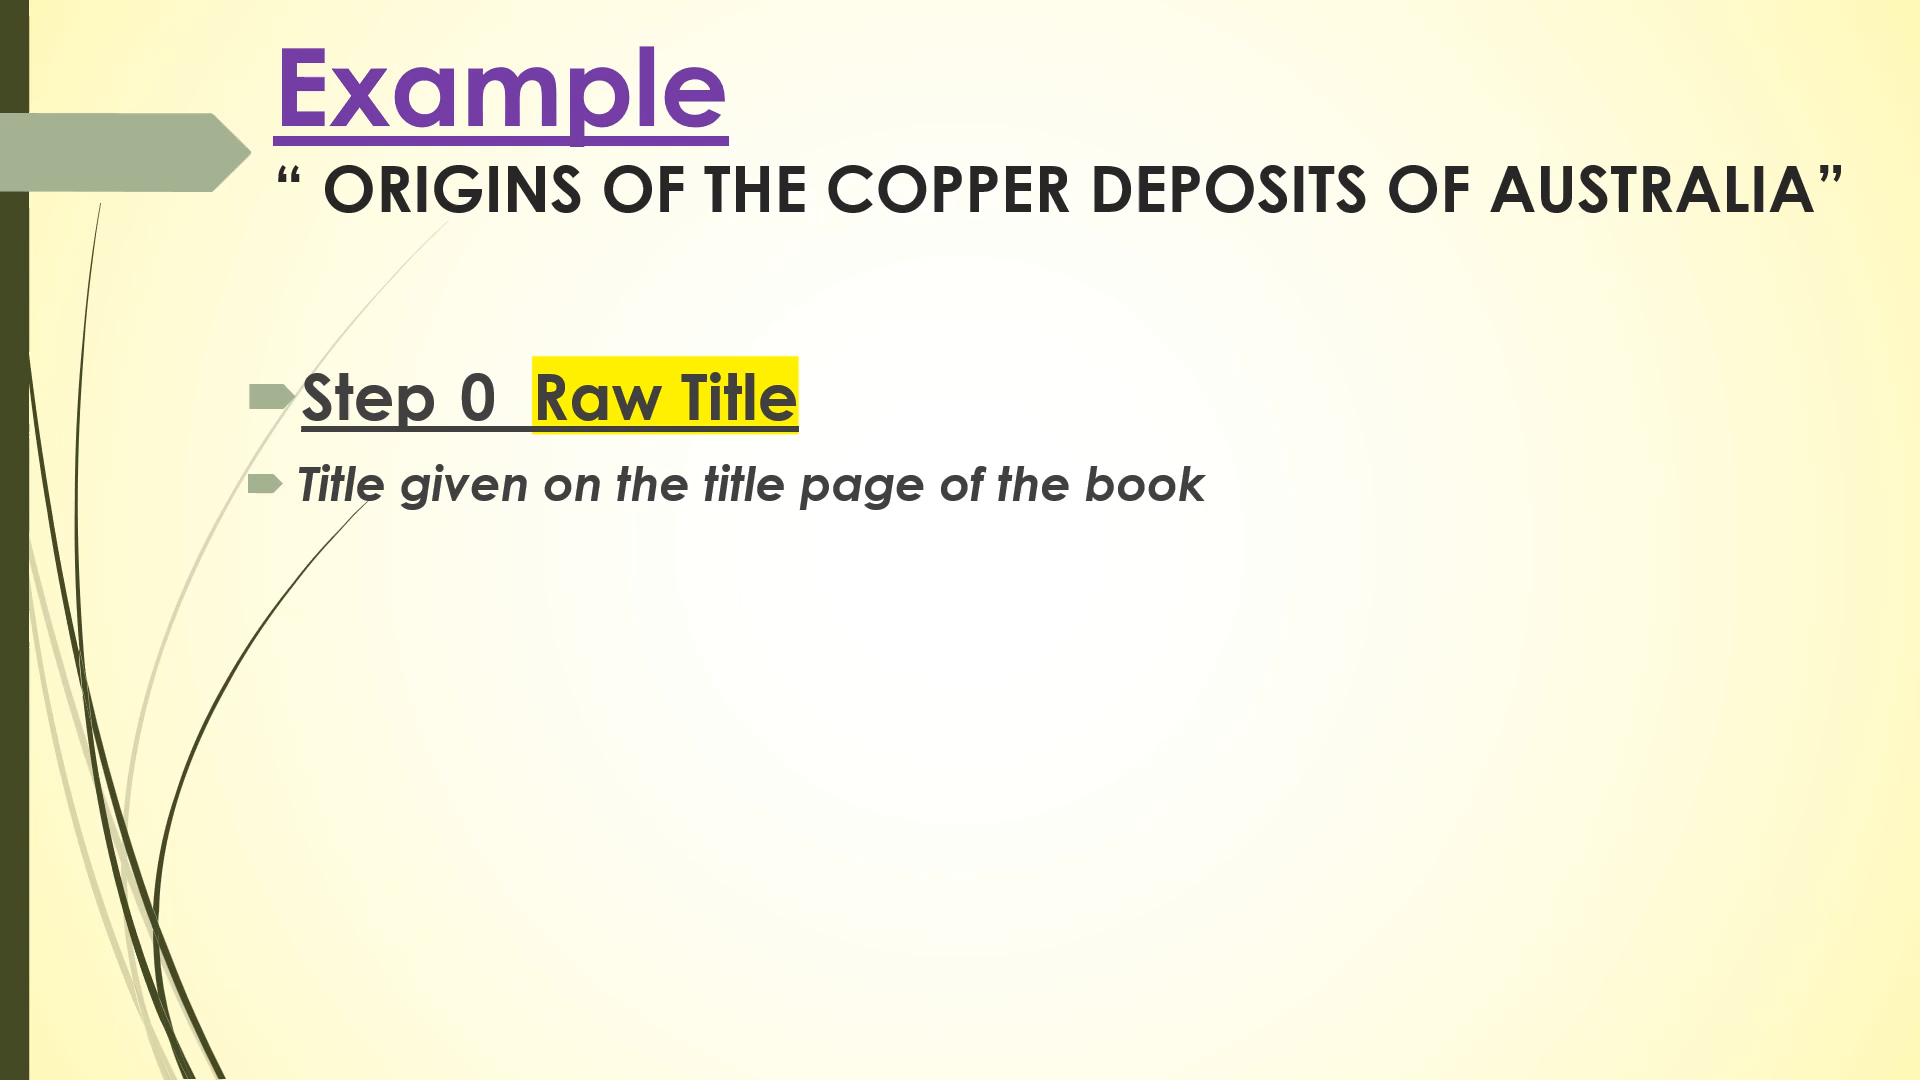 Example
“ ORIGINS OF THE COPPER DEPOSITS OF AUSTRALIA”
Step 0 Raw Title
Title given on the title page of the book